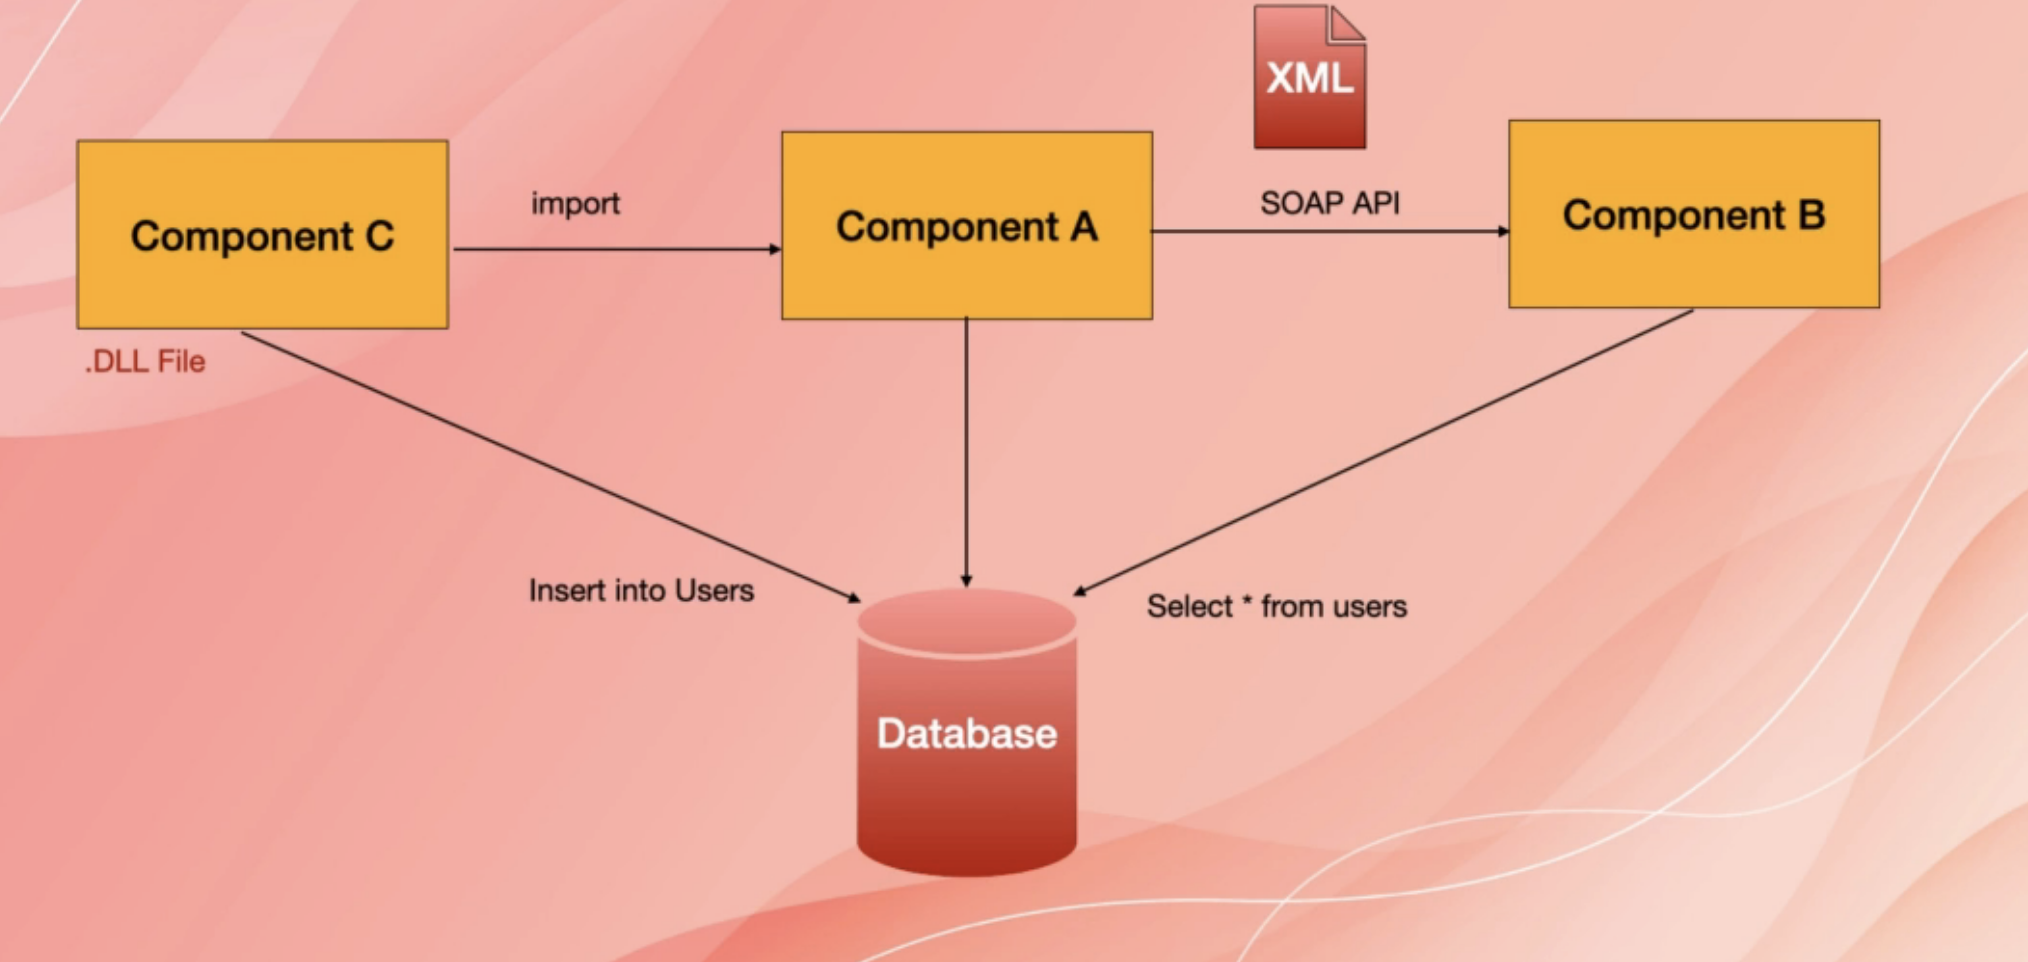 XML
Component C
import
Component A
SOAP API
Component B
.DLL File
Insert into Users
Select * from users
Database